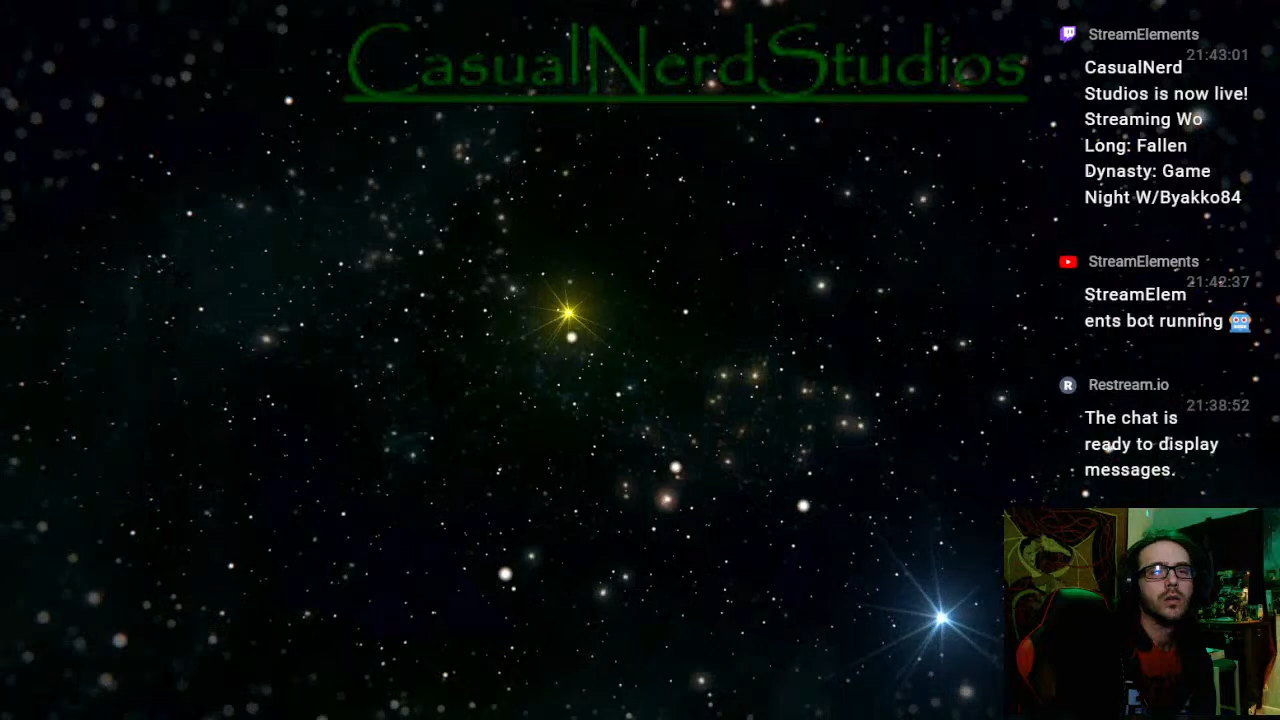 CasualNerdStudios
StreamElements
21:43:01
CasualNerd
Studios is now live!
Streaming Wo
Long: Fallen
Dynasty: Game
Night W/Byakko84
StreamElements
21:42:37
StreamElem
ents bot running
R Restream.io
21:38:52
The chat is
ready to display
messages.